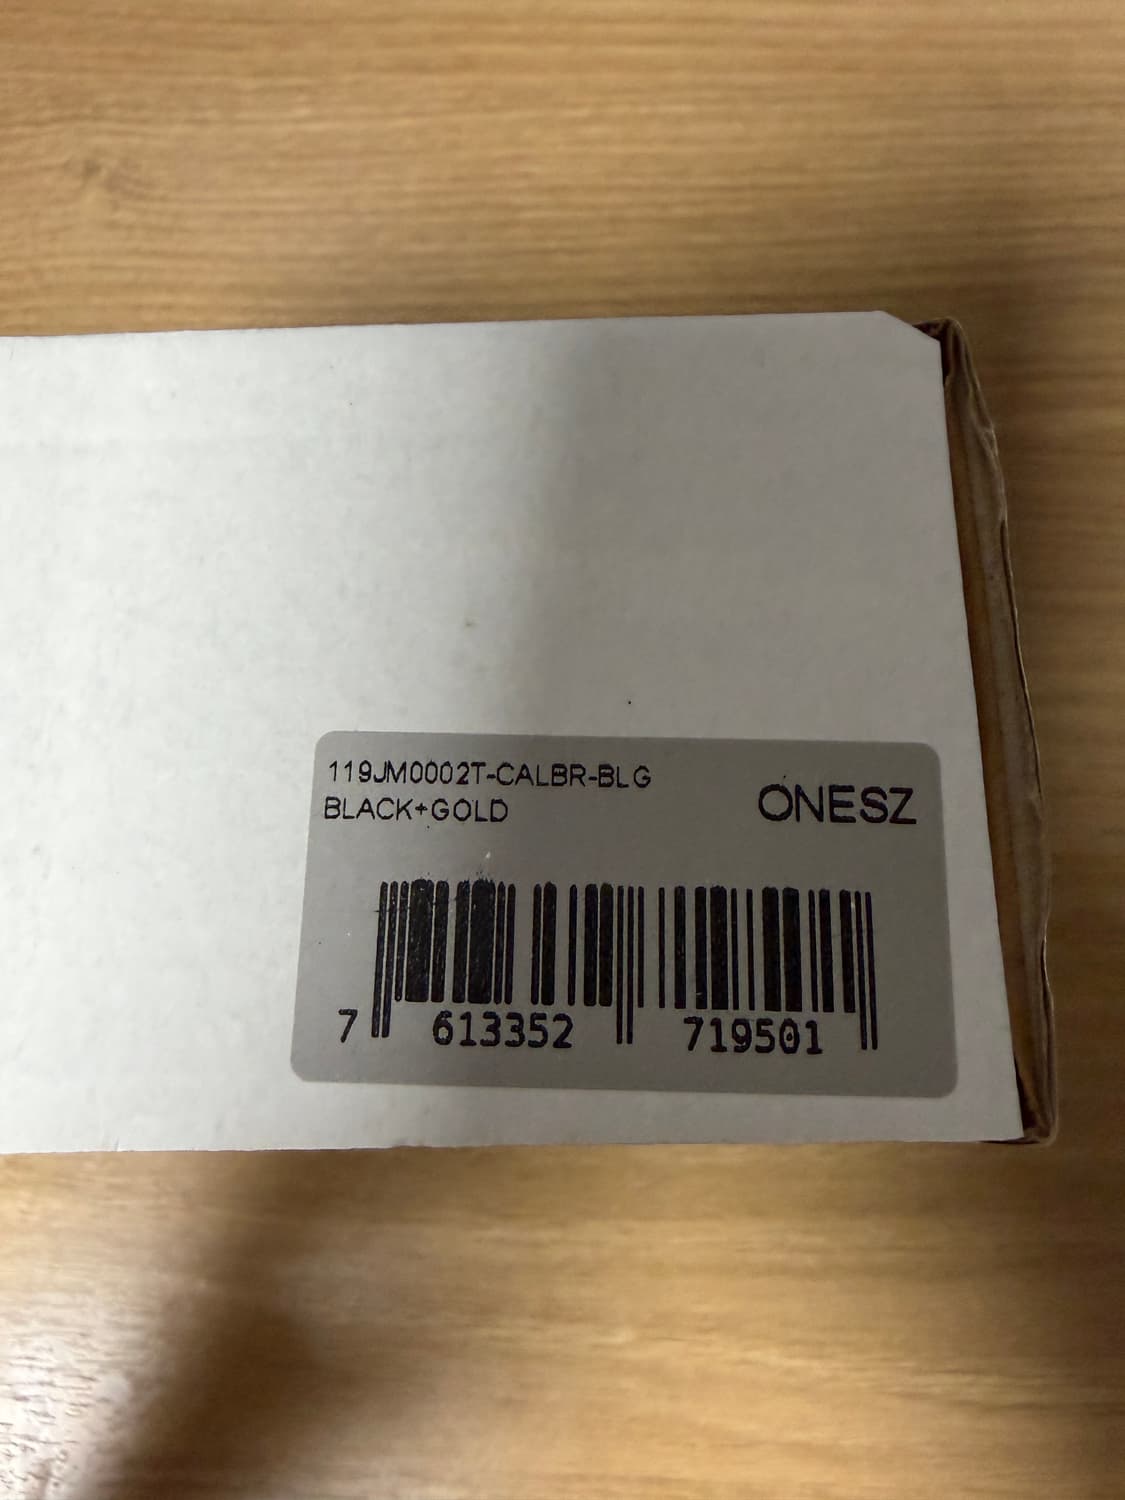 119JM0002T-CALBR-BLG
BLACK+GOLD
ONESZ
7 613352 719501